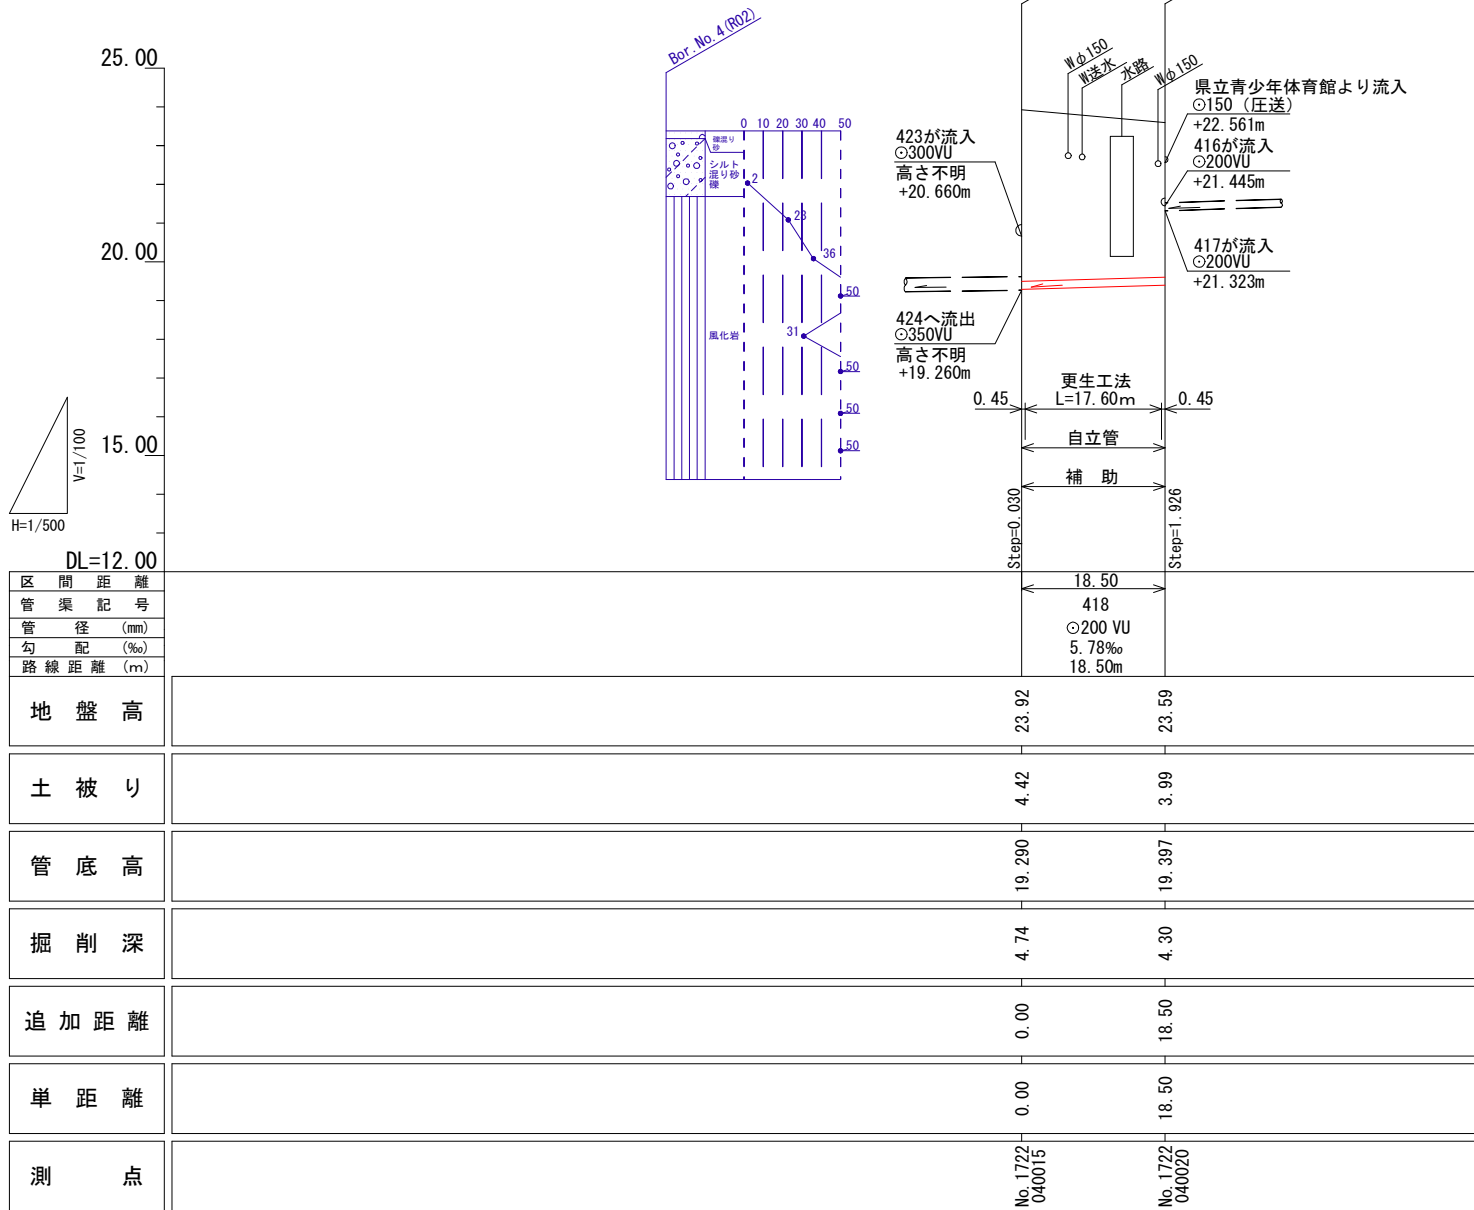 25.00
20.00
15.00
DL=12.00
V=1/100
H=1/500
Bor.No.4(R02)
0 10 20 30 40 50
礫混り
砂
シルト
混り砂
礫
風化岩
2
23
36
50
31
50
50
50
423が流入
⊙300VU
高さ不明
+20.660m
424へ流出
⊙350VU
高さ不明
+19.260m
Wφ150
W送水
水路
Wφ150
県立青少年体育館より流入
⊙150 (圧送)
+22.561m
416が流入
⊙200VU
+21.445m
417が流入
⊙200VU
+21.323m
更生工法
0.45 L=17.60m 0.45
自立管
補 助
Step=0.030
Step=1.926
区間距離 18.50
管渠記号 418
管径 (mm) ⊙200 VU
勾配 (‰) 5.78‰
路線距離 (m) 18.50m
地盤高 23.92 23.59
土被り 4.42 3.99
管底高 19.290 19.397
掘削深 4.74 4.30
追加距離 0.00 18.50
単距離 0.00 18.50
測点
No.1722
040015
No.1722
040020